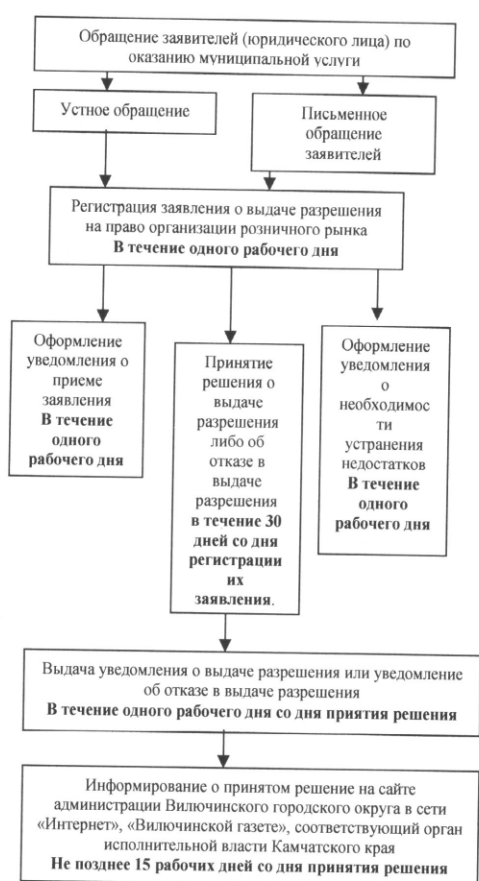 Обращение заявителей (юридического лица) по
оказанию муниципальной услуги
Устное обращение
Письменное
обращение
заявителей
Регистрация заявления о выдаче разрешения
на право организации розничного рынка
В течение одного рабочего дня
Оформление
уведомления о
приеме
заявления
В течение
одного
рабочего дня
Принятие
решения о
выдаче
разрешения
либо об
отказе в
выдаче
разрешения
в течение 30
дней со дня
регистрации
их
заявления.
Оформление
уведомления
о
необходимос
ти
устранения
недостатков
В течение
одного
рабочего дня
Выдача уведомления о выдаче разрешения или уведомление
об отказе в выдаче разрешения
В течение одного рабочего дня со дня приятия решения
Информирование о принятом решение на сайте
администрации Вилючинского городского округа в сети
«Интернет», «Вилючинской газете», соответствующий орган
исполнительной власти Камчатского края
Не позднее 15 рабочих дней со дня принятия решения